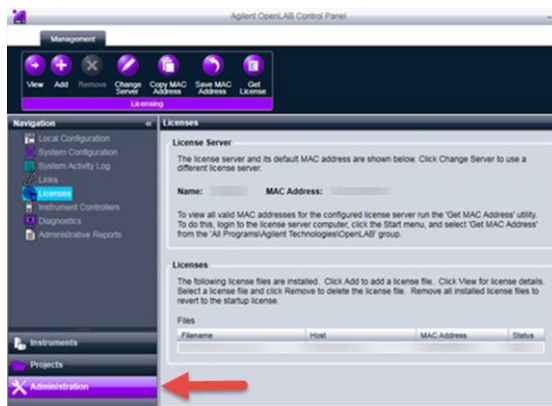 Agilent OpenLAB Control Panel
Management
View
Add
Remove
Change Server
Copy MAC Address
Save MAC Address
Get License
Licensing
Navigation «
Local Configuration
System Configuration
System Activity Log
Links
Licenses
Instrument Controllers
Diagnostics
Administrative Reports
Instruments
Projects
Administration
Licenses
License Server
The license server and its default MAC address are shown below. Click Change Server to use a
different license server.
Name: MAC Address:
To view all valid MAC addresses for the configured license server run the 'Get MAC Address' utility.
To do this, login to the license server computer, click the Start menu, and select 'Get MAC Address'
from the 'All Programs\Agilent Technologies\OpenLAB' group.
Licenses
The following license files are installed. Click Add to add a license file. Click View for license details.
Select a license file and click Remove to delete the license file. Remove all installed license files to
revert to the startup license.
Files
Filename Host MAC Address Status